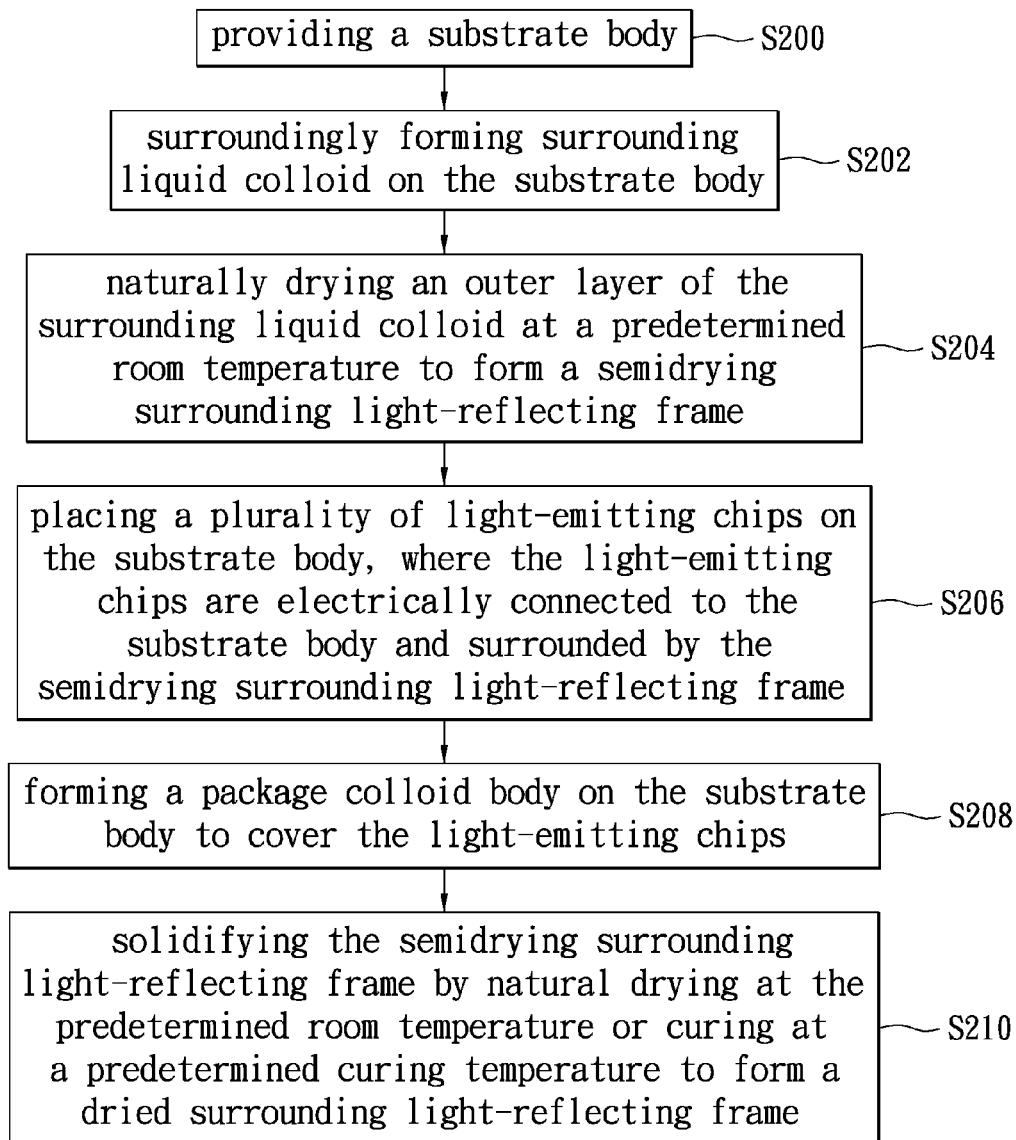 providing a substrate body
S200
surroundingly forming surrounding
liquid colloid on the substrate body
S202
naturally drying an outer layer of the
surrounding liquid colloid at a predetermined
room temperature to form a semidrying
surrounding light-reflecting frame
S204
placing a plurality of light-emitting chips on
the substrate body, where the light-emitting
chips are electrically connected to the
substrate body and surrounded by the
semidrying surrounding light-reflecting frame
S206
forming a package colloid body on the substrate
body to cover the light-emitting chips
S208
solidifying the semidrying surrounding
light-reflecting frame by natural drying at the
predetermined room temperature or curing at
a predetermined curing temperature to form a
dried surrounding light-reflecting frame
S210